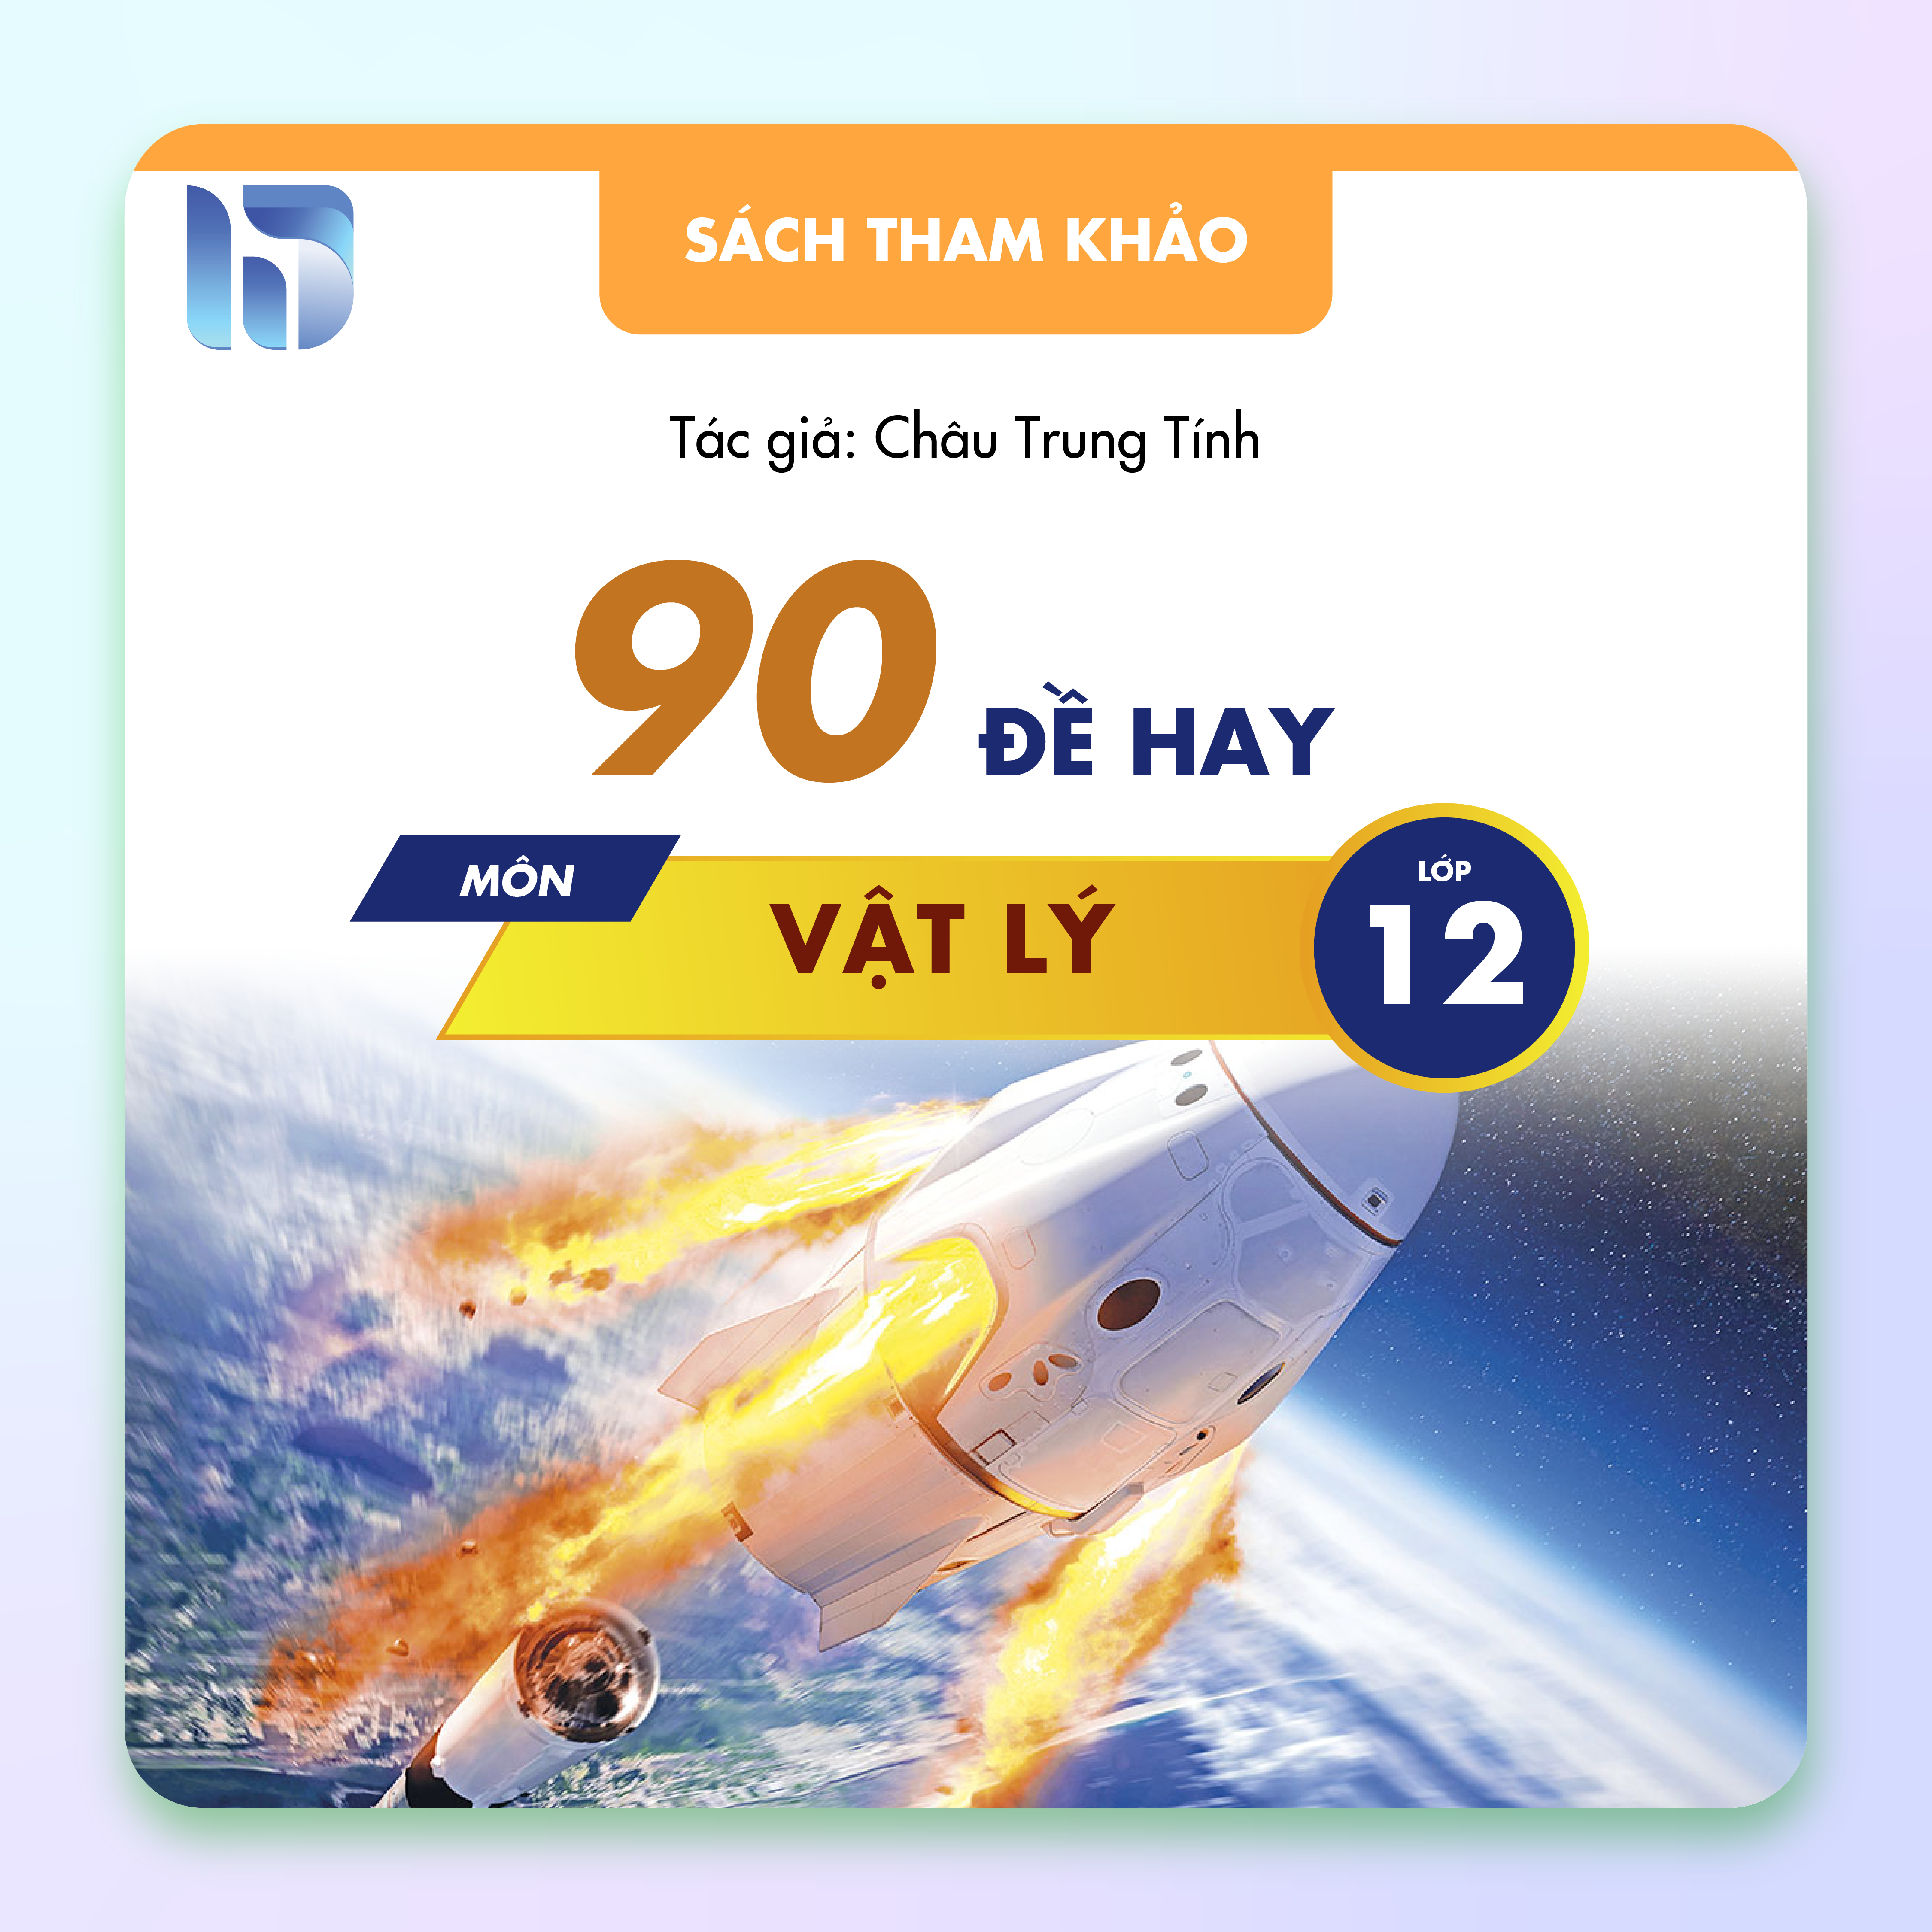 SÁCH THAM KHẢO
Tác giả: Châu Trung Tính
90 ĐỀ HAY
MÔN
VẬT LÝ
LỚP
12